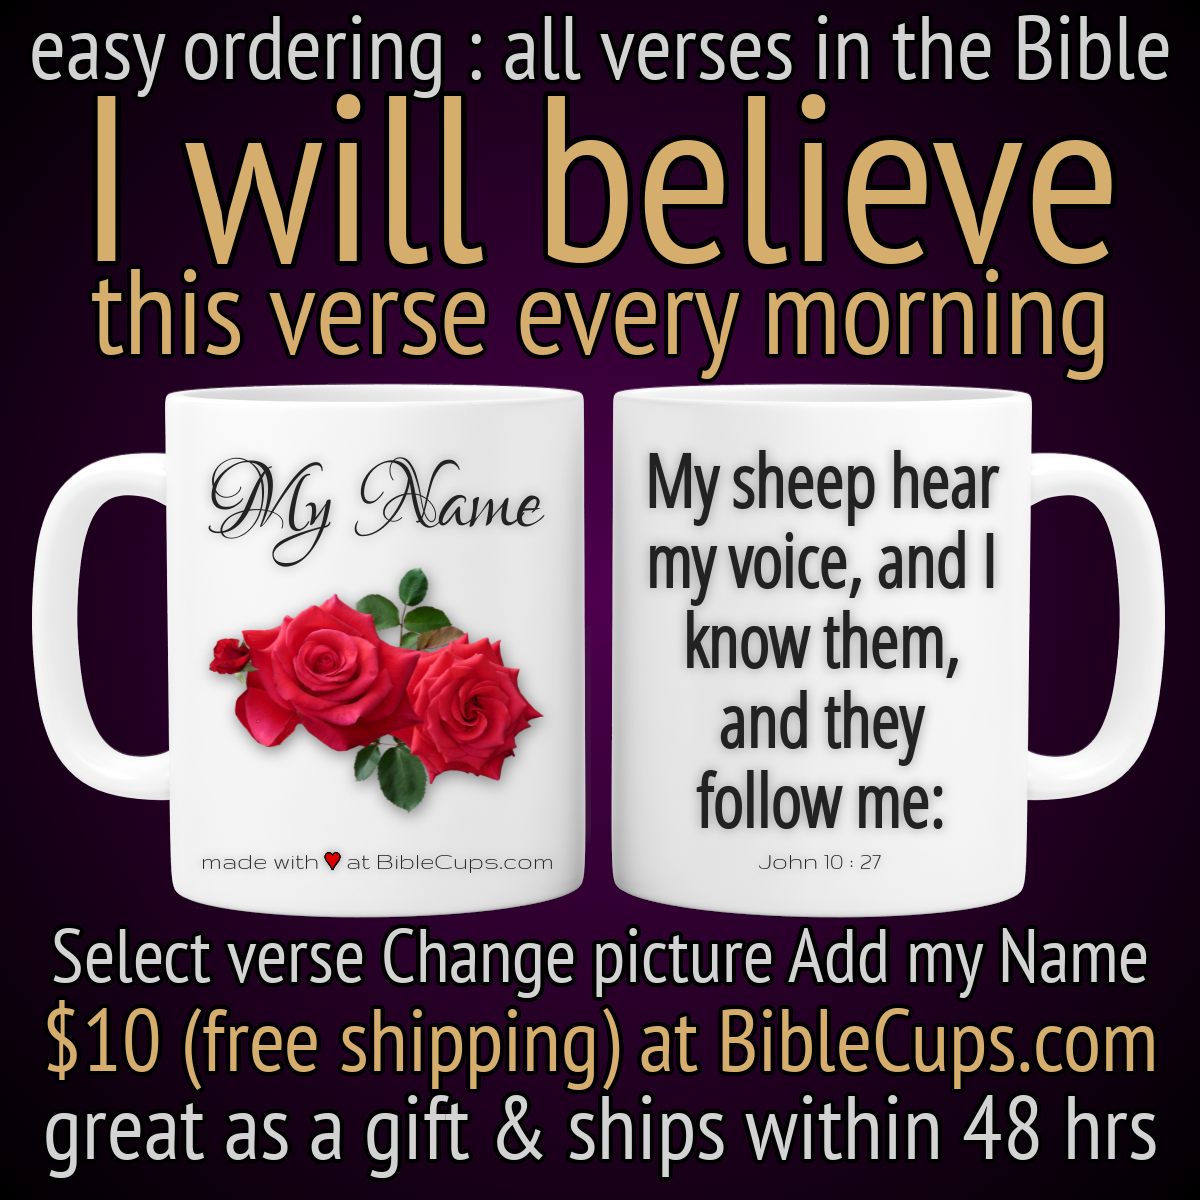 easy ordering : all verses in the Bible
I will believe
this verse every morning
My Name
made with ♥ at BibleCups.com
My sheep hear
my voice, and I
know them,
and they
follow me:
John 10 : 27
Select verse Change picture Add my Name
$10 (free shipping) at BibleCups.com
great as a gift & ships within 48 hrs